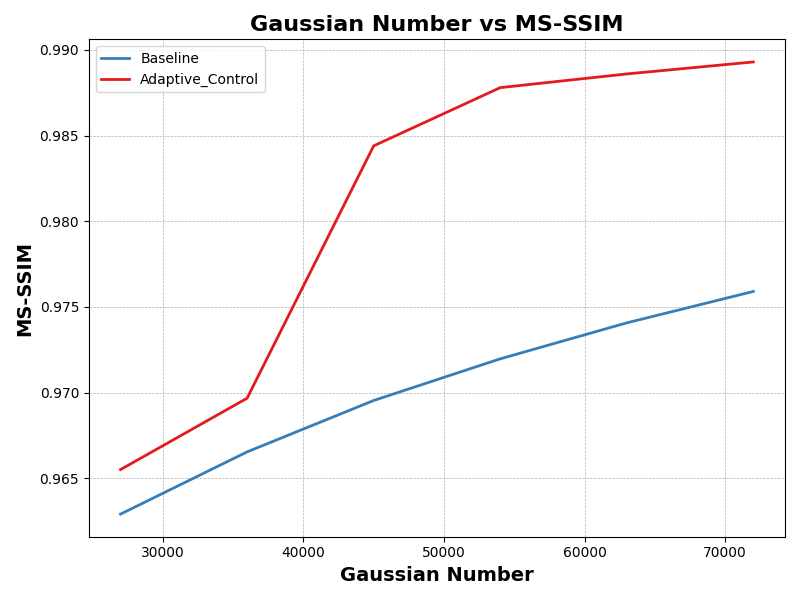 Gaussian Number vs MS-SSIM
Baseline
Adaptive_Control
0.990
0.985
0.980
0.975
0.970
0.965
MS-SSIM
30000 40000 50000 60000 70000
Gaussian Number